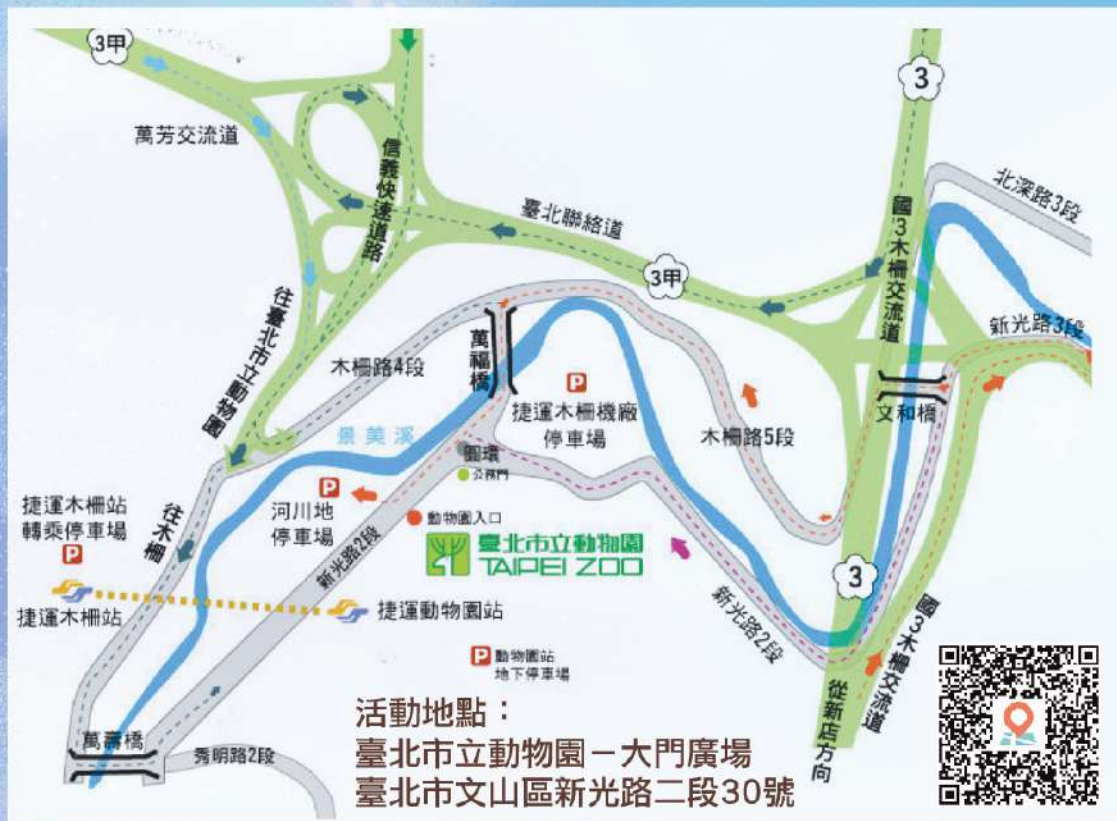 3甲
3
萬芳交流道
信義快速道路
臺北聯絡道
3甲
國3木柵交流道
北深路3段
新光路3段
往臺北市立動物園
木柵路4段
萬福橋
捷運木柵機廠
停車場
木柵路5段
文和橋
景美溪
圓環
公務門
捷運木柵站
轉乘停車場
往木柵
河川地
停車場
動物園入口
臺北市立動物園
TAIPEI ZOO
新光路2段
3
捷運木柵站
捷運動物園站
新光路2段
國3木柵交流道
動物園站
地下停車場
從新店方向
萬壽橋
秀明路2段
活動地點：
臺北市立動物園－大門廣場
臺北市文山區新光路二段30號
P
P
P
P